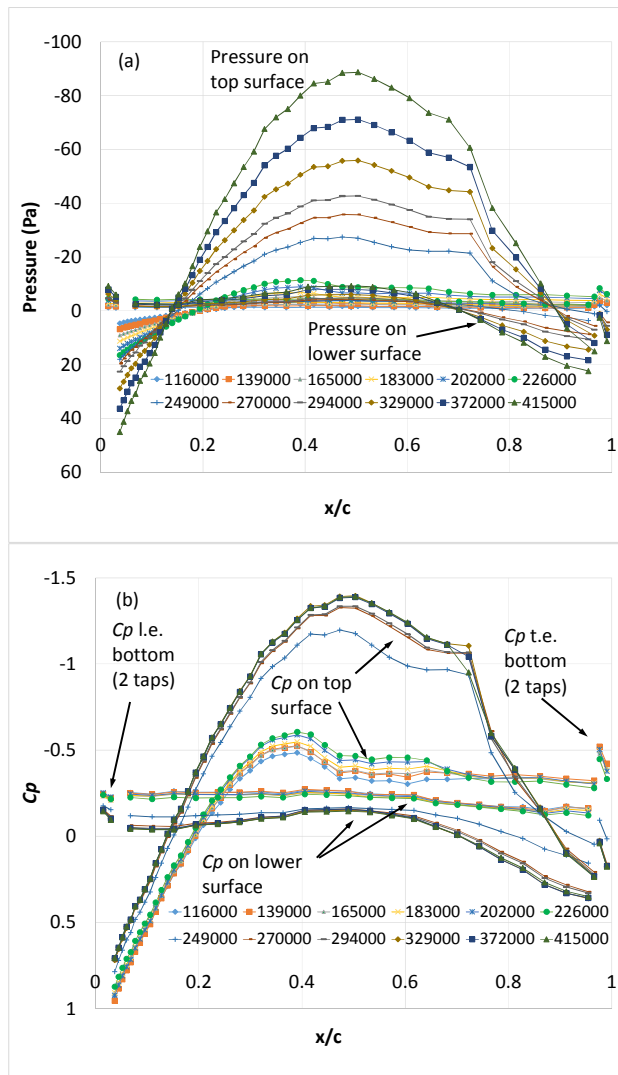 (a)
Pressure on
top surface
-100
-80
-60
-40
-20
0
20
40
60
Pressure (Pa)
Pressure on
lower surface
116000 139000 165000 183000 202000 226000
249000 270000 294000 329000 372000 415000
0 0.2 0.4 0.6 0.8 1
x/c
(b)
-1.5
-1
-0.5
0
0.5
1
Cp
Cp l.e.
bottom
(2 taps)
Cp t.e.
bottom
(2 taps)
Cp on top
surface
Cp on lower
surface
116000 139000 165000 183000 202000 226000
249000 270000 294000 329000 372000 415000
0 0.2 0.4 0.6 0.8 1
x/c